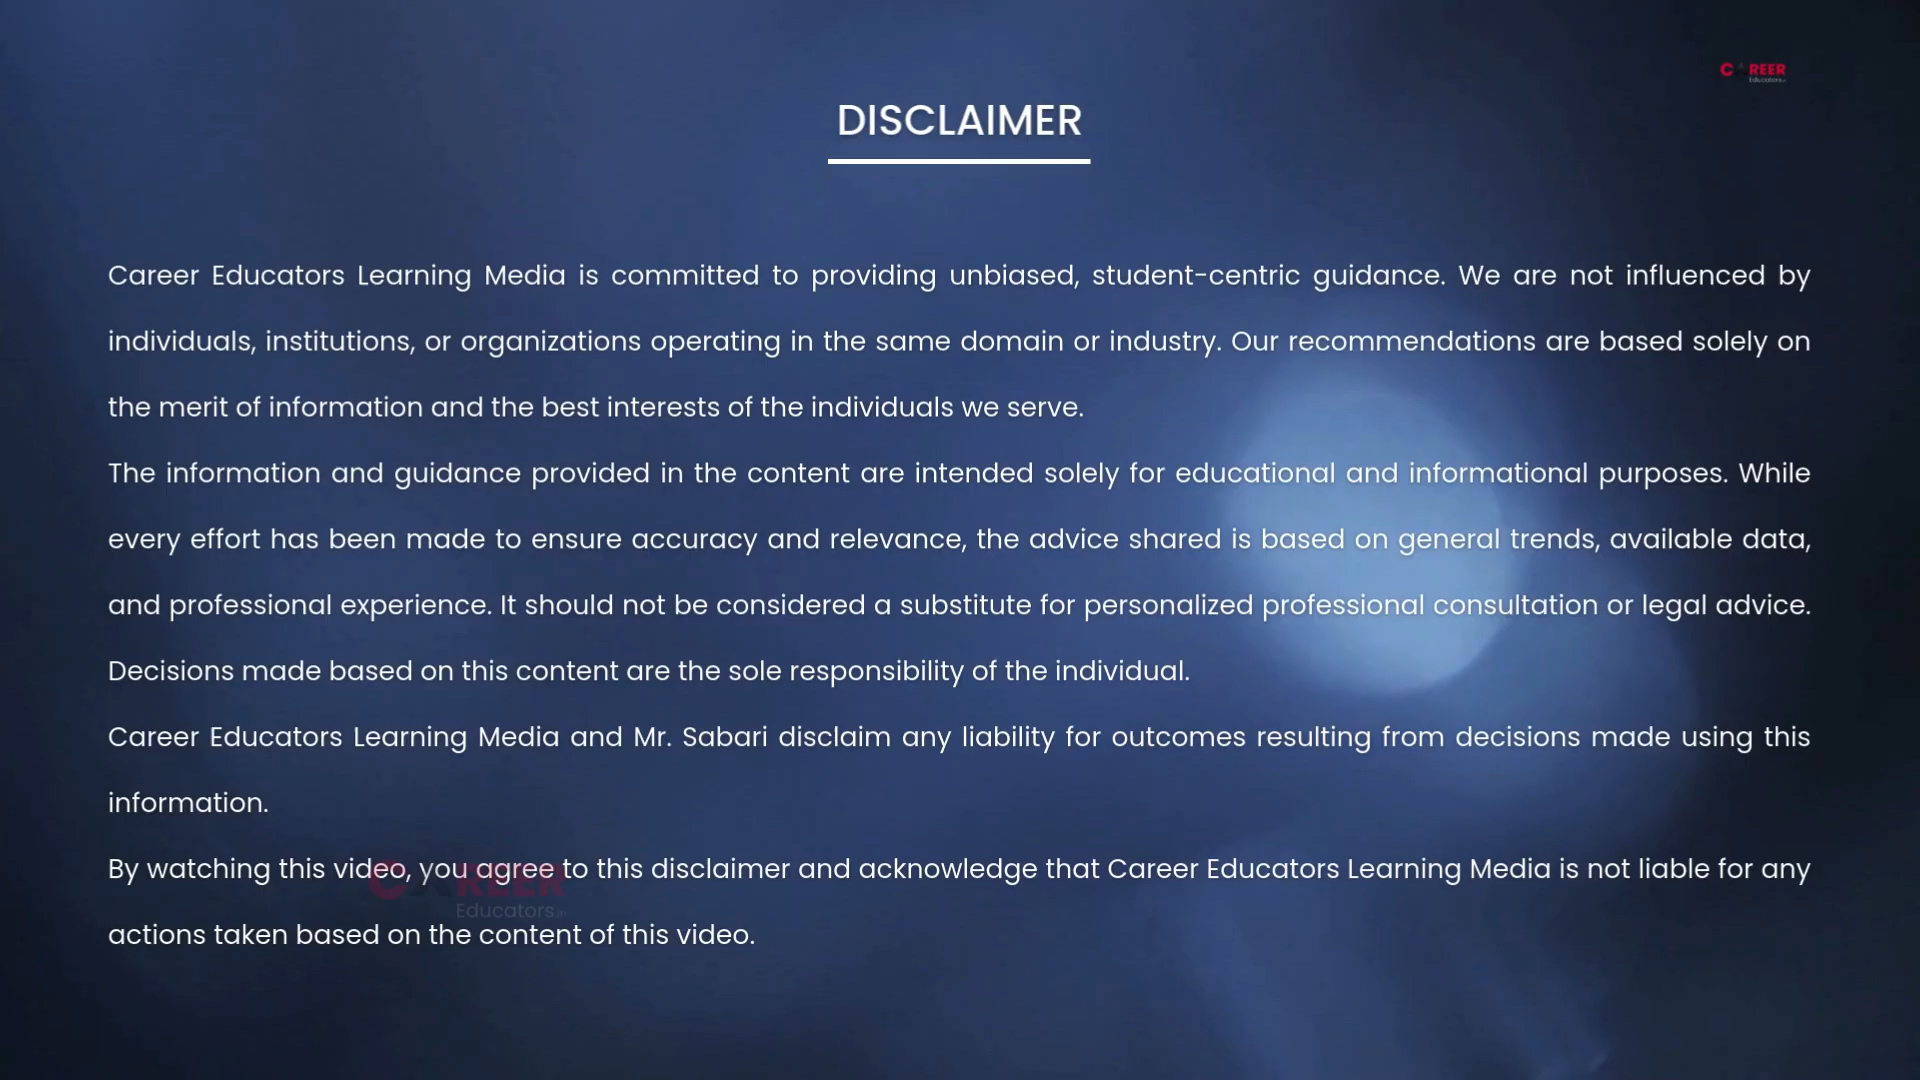 CAREER
Educators
DISCLAIMER
Career Educators Learning Media is committed to providing unbiased, student-centric guidance. We are not influenced by
individuals, institutions, or organizations operating in the same domain or industry. Our recommendations are based solely on
the merit of information and the best interests of the individuals we serve.
The information and guidance provided in the content are intended solely for educational and informational purposes. While
every effort has been made to ensure accuracy and relevance, the advice shared is based on general trends, available data,
and professional experience. It should not be considered a substitute for personalized professional consultation or legal advice.
Decisions made based on this content are the sole responsibility of the individual.
Career Educators Learning Media and Mr. Sabari disclaim any liability for outcomes resulting from decisions made using this
information.
By watching this video, you agree to this disclaimer and acknowledge that Career Educators Learning Media is not liable for any
CAREER
Educators
actions taken based on the content of this video.